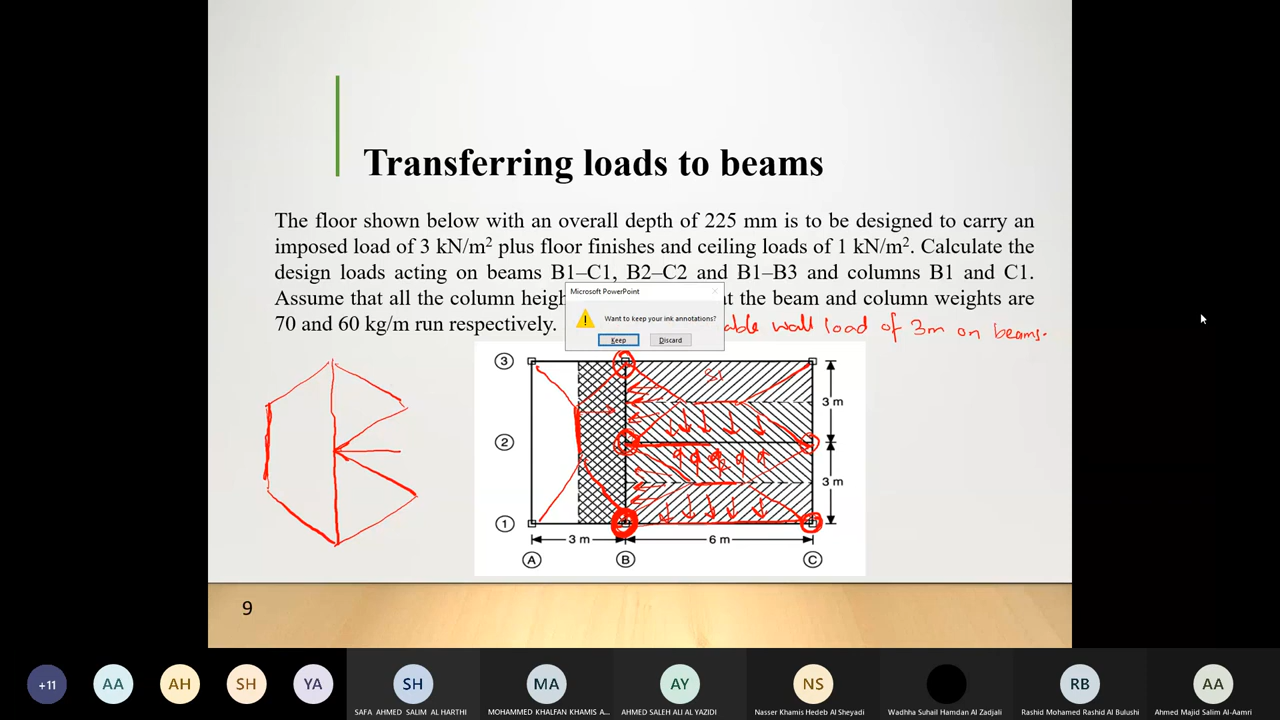 Transferring loads to beams
The floor shown below with an overall depth of 225 mm is to be designed to carry an
imposed load of 3 kN/m² plus floor finishes and ceiling loads of 1 kN/m². Calculate the
design loads acting on beams B1–C1, B2–C2 and B1–B3 and columns B1 and C1.
Assume that all the column heig t the beam and column weights are
70 and 60 kg/m run respectively. able wall load of 3m on beams.
Microsoft PowerPoint
Want to keep your ink annotations?
Keep Discard
3
S1
3 m
2
3 m
1
3 m 6 m
A B C
9
+11 AA AH SH YA SH MA AY NS RB AA
SAFA AHMED SALIM AL HARTHI MOHAMMED KHALFAN KHAMIS A... AHMED SALEH ALI AL YAZIDI Nasser Khamis Hedeb Al Sheyadi Wadhha Suhail Hamdan Al Zadjali Rashid Mohamed Rashid Al Bulushi Ahmed Majid Salim Al-Aamri